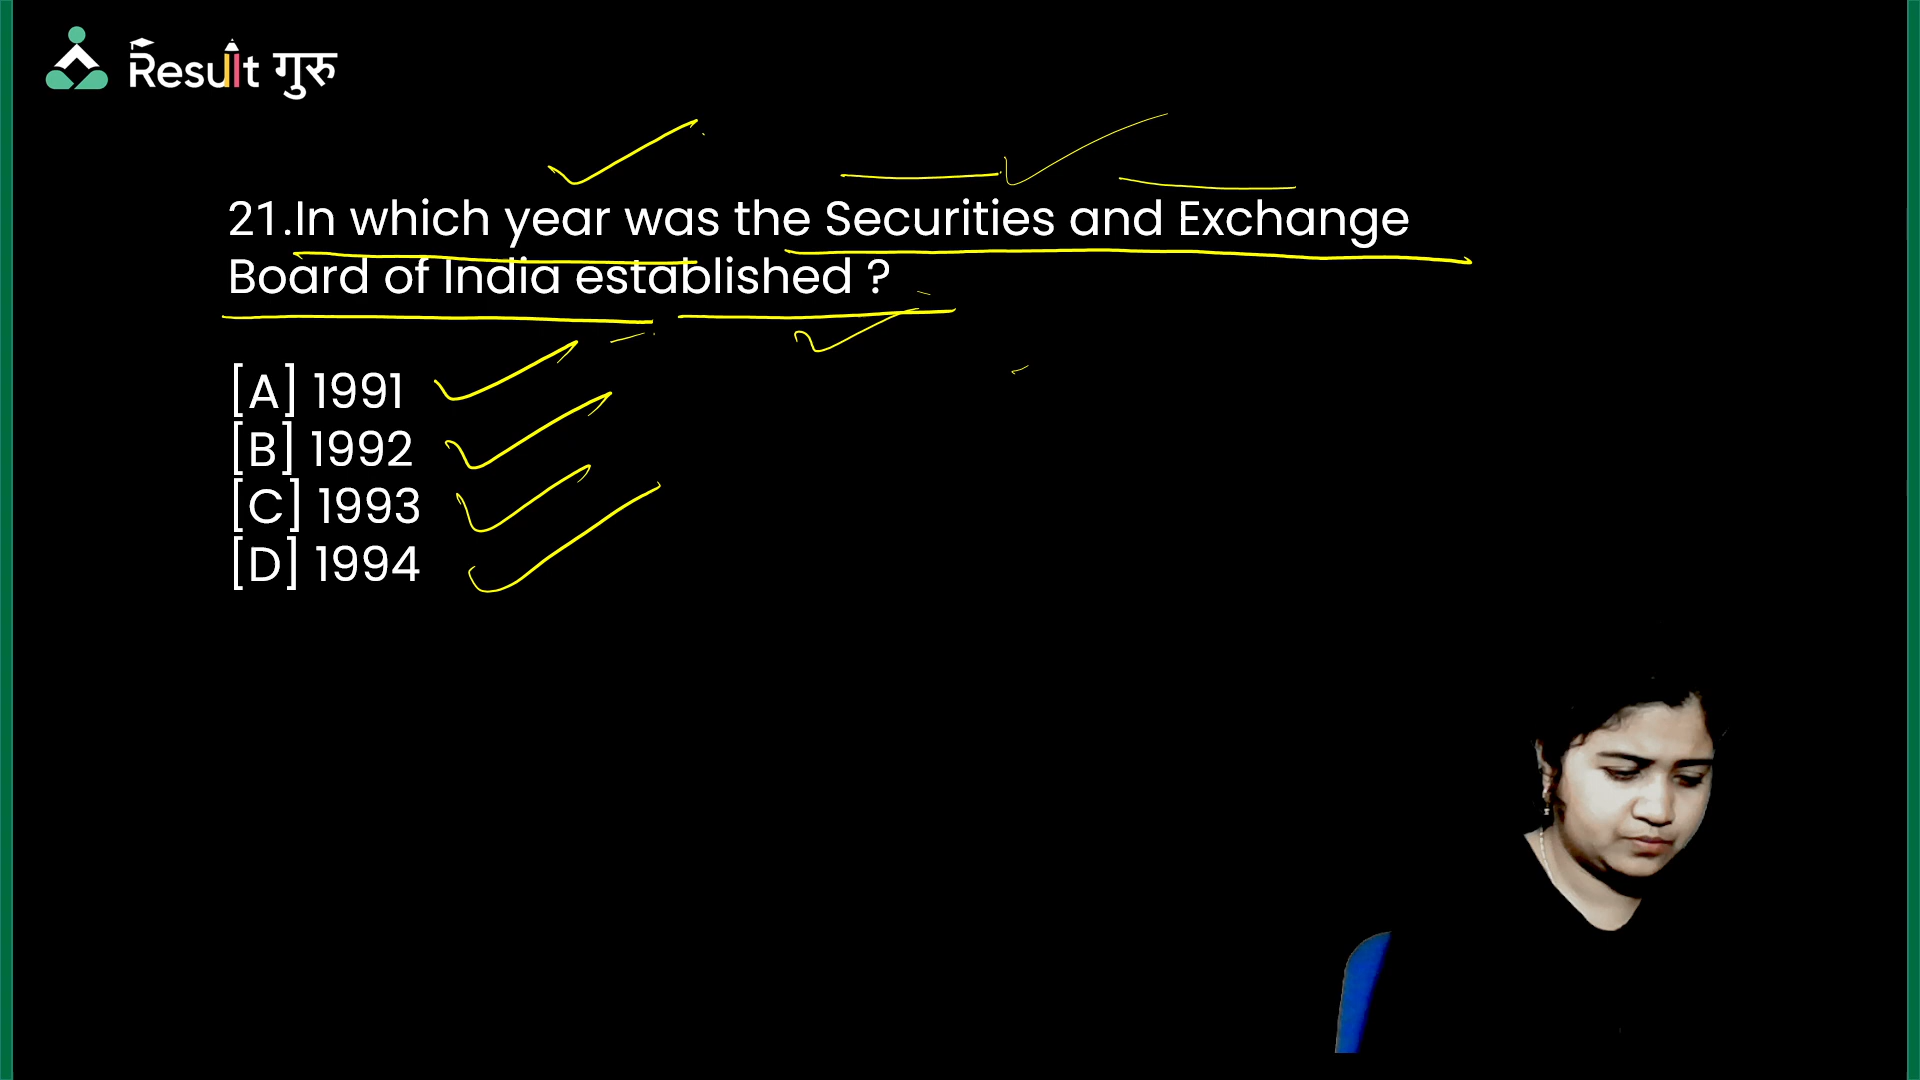 Result गुरु
21.In which year was the Securities and Exchange
Board of India established ?
[A] 1991
[B] 1992
[C] 1993
[D] 1994